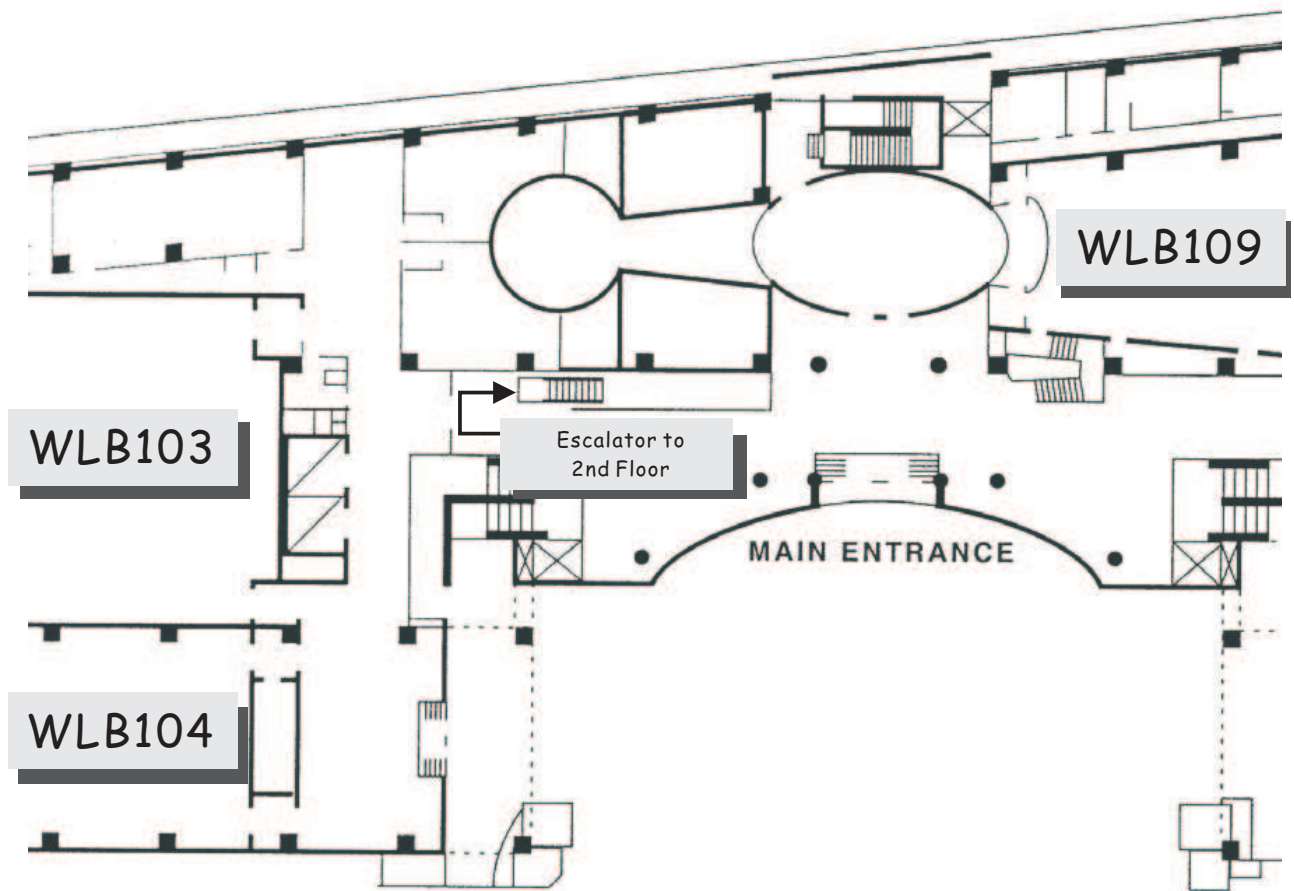 WLB109
WLB103
Escalator to
2nd Floor
MAIN ENTRANCE
WLB104